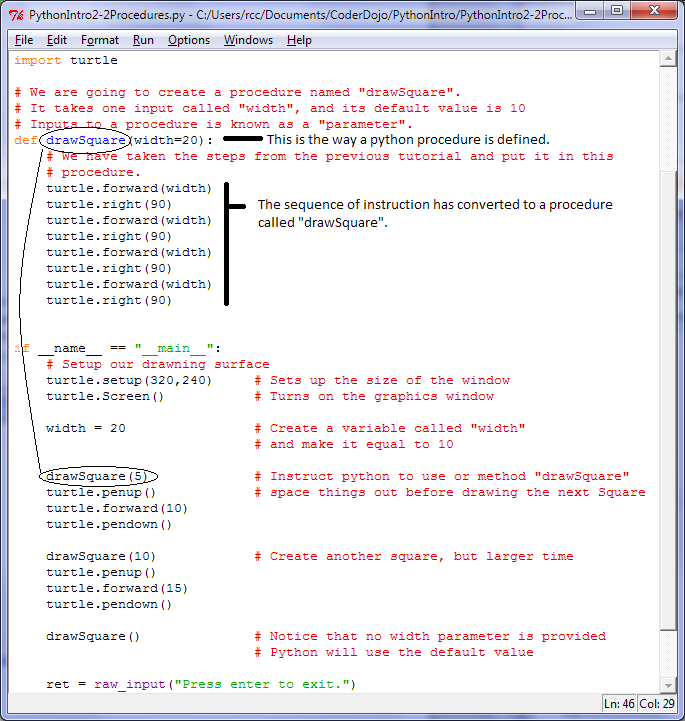 PythonIntro2-2Procedures.py - C:/Users/rcc/Documents/CoderDojo/PythonIntro/PythonIntro2-2Proc...
File Edit Format Run Options Windows Help
import turtle
# We are going to create a procedure named "drawSquare".
# It takes one input called "width", and its default value is 10
# Inputs to a procedure is known as a "parameter".
def drawSquare(width=20): This is the way a python procedure is defined.
# We have taken the steps from the previous tutorial and put it in this
# procedure.
turtle.forward(width)
turtle.right(90)
turtle.forward(width)
turtle.right(90)
turtle.forward(width)
turtle.right(90)
turtle.forward(width)
turtle.right(90)
The sequence of instruction has converted to a procedure
called "drawSquare".
if __name__ == "__main__":
# Setup our drawning surface
turtle.setup(320,240) # Sets up the size of the window
turtle.Screen() # Turns on the graphics window
width = 20 # Create a variable called "width"
# and make it equal to 10
drawSquare(5) # Instruct python to use or method "drawSquare"
turtle.penup() # space things out before drawing the next Square
turtle.forward(10)
turtle.pendown()
drawSquare(10) # Create another square, but larger time
turtle.penup()
turtle.forward(15)
turtle.pendown()
drawSquare() # Notice that no width parameter is provided
# Python will use the default value
ret = raw_input("Press enter to exit.")
Ln: 46 Col: 29